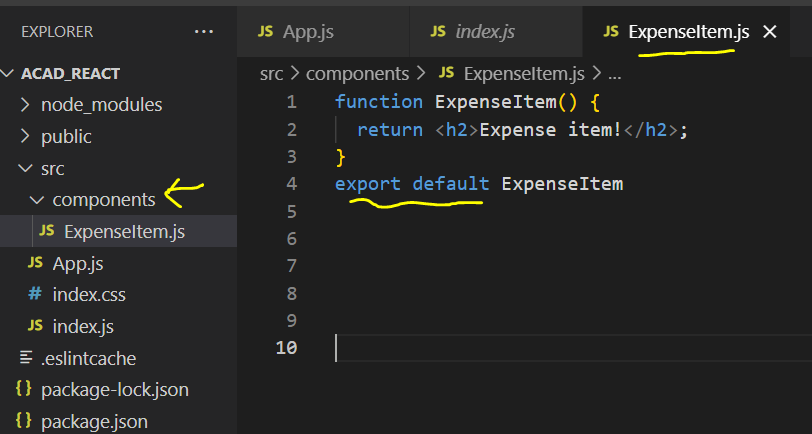 EXPLORER ...
ACAD_REACT
node_modules
public
src
components
JS ExpenseItem.js
JS App.js
# index.css
JS index.js
.eslintcache
{} package-lock.json
{} package.json
JS App.js JS index.js JS ExpenseItem.js ×
src > components > JS ExpenseItem.js > ...
1 function ExpenseItem() {
2 return <h2>Expense item!</h2>;
3 }
4 export default ExpenseItem
5
6
7
8
9
10